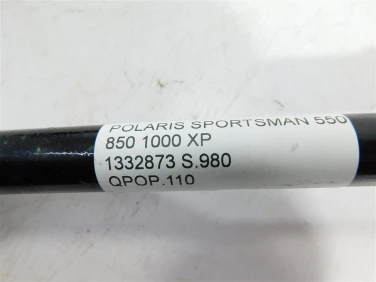 POLARIS SPORTSMAN 550
850 1000 XP
1332873 S.980
QPOP.110